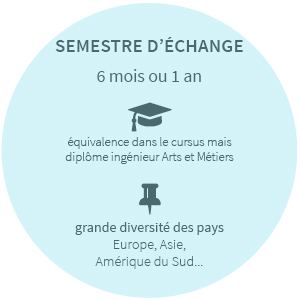 SEMESTRE D’ÉCHANGE
6 mois ou 1 an
équivalence dans le cursus mais
diplôme ingénieur Arts et Métiers
grande diversité des pays
Europe, Asie,
Amérique du Sud...